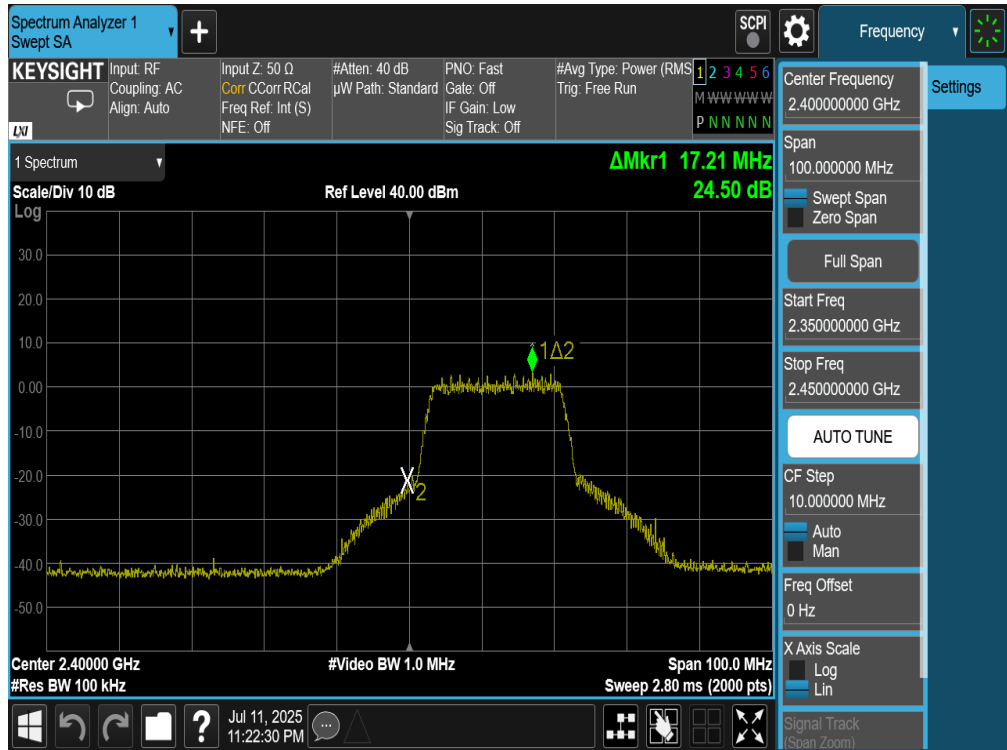 Spectrum Analyzer 1
Swept SA
+
SCPI
Frequency
KEYSIGHT
LXI
Input: RF
Coupling: AC
Align: Auto
Input Z: 50 Ω
Corr CCorr RCal
Freq Ref: Int (S)
NFE: Off
#Atten: 40 dB
µW Path: Standard
PNO: Fast
Gate: Off
IF Gain: Low
Sig Track: Off
#Avg Type: Power (RMS
Trig: Free Run
1 2 3 4 5 6
M W W W W W
P N N N N N
1 Spectrum
ΔMkr1 17.21 MHz
24.50 dB
Scale/Div 10 dB
Ref Level 40.00 dBm
Log
30.0
20.0
10.0
0.00
-10.0
-20.0
-30.0
-40.0
-50.0
1Δ2
X2
Center 2.40000 GHz
#Video BW 1.0 MHz
Span 100.0 MHz
#Res BW 100 kHz
Sweep 2.80 ms (2000 pts)
Center Frequency
2.400000000 GHz
Span
100.000000 MHz
Swept Span
Zero Span
Full Span
Start Freq
2.350000000 GHz
Stop Freq
2.450000000 GHz
AUTO TUNE
CF Step
10.000000 MHz
Auto
Man
Freq Offset
0 Hz
X Axis Scale
Log
Lin
Signal Track
(Span Zoom)
Settings
?
Jul 11, 2025
11:22:30 PM